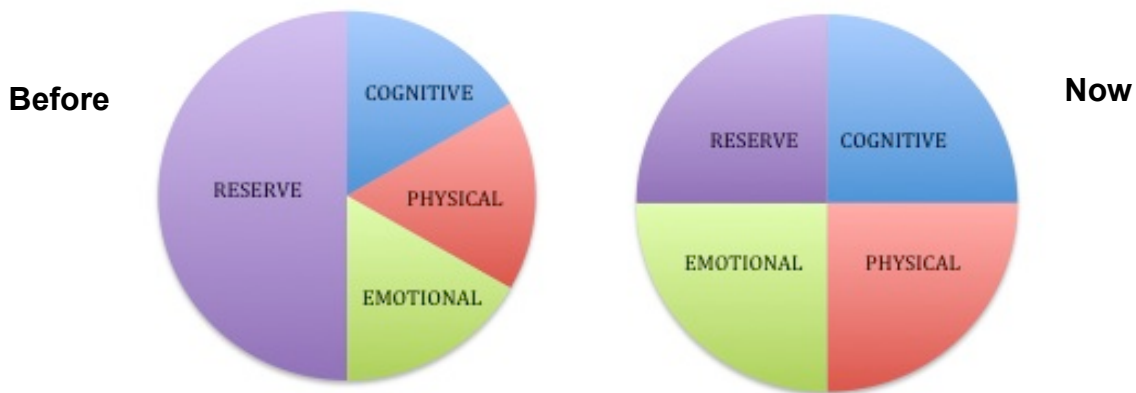 Before
COGNITIVE
RESERVE
PHYSICAL
EMOTIONAL
Now
RESERVE
COGNITIVE
EMOTIONAL
PHYSICAL